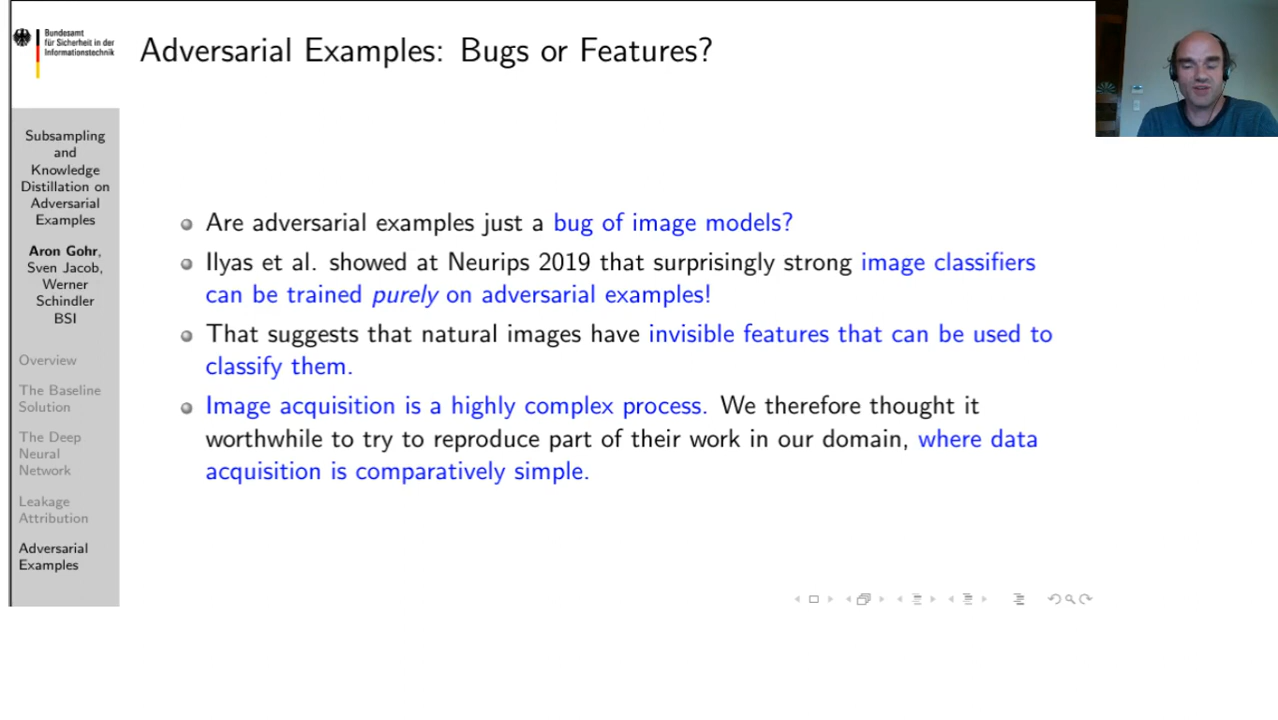 Bundesamt
für Sicherheit in der
Informationstechnik
Adversarial Examples: Bugs or Features?
Subsampling
and
Knowledge
Distillation on
Adversarial
Examples
Aron Gohr,
Sven Jacob,
Werner
Schindler
BSI
Overview
The Baseline
Solution
The Deep
Neural
Network
Leakage
Attribution
Adversarial
Examples
Are adversarial examples just a bug of image models?
Ilyas et al. showed at Neurips 2019 that surprisingly strong image classifiers
can be trained purely on adversarial examples!
That suggests that natural images have invisible features that can be used to
classify them.
Image acquisition is a highly complex process. We therefore thought it
worthwhile to try to reproduce part of their work in our domain, where data
acquisition is comparatively simple.